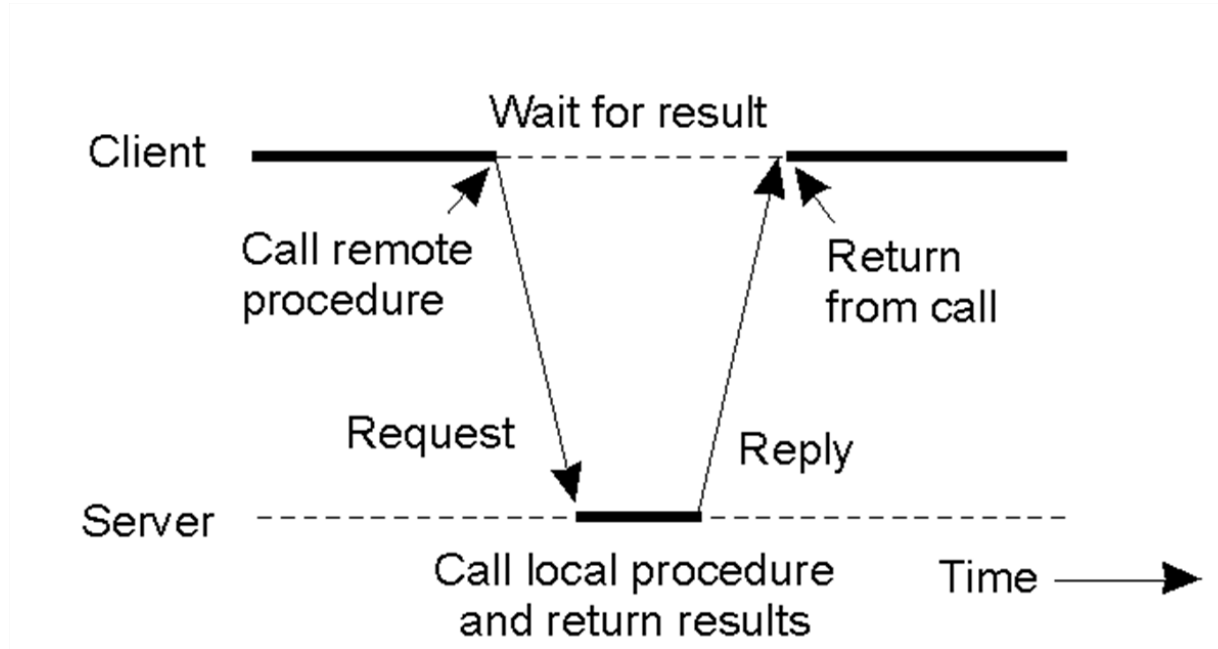 Wait for result
Client
Call remote
procedure
Return
from call
Request
Reply
Server
Call local procedure
and return results
Time